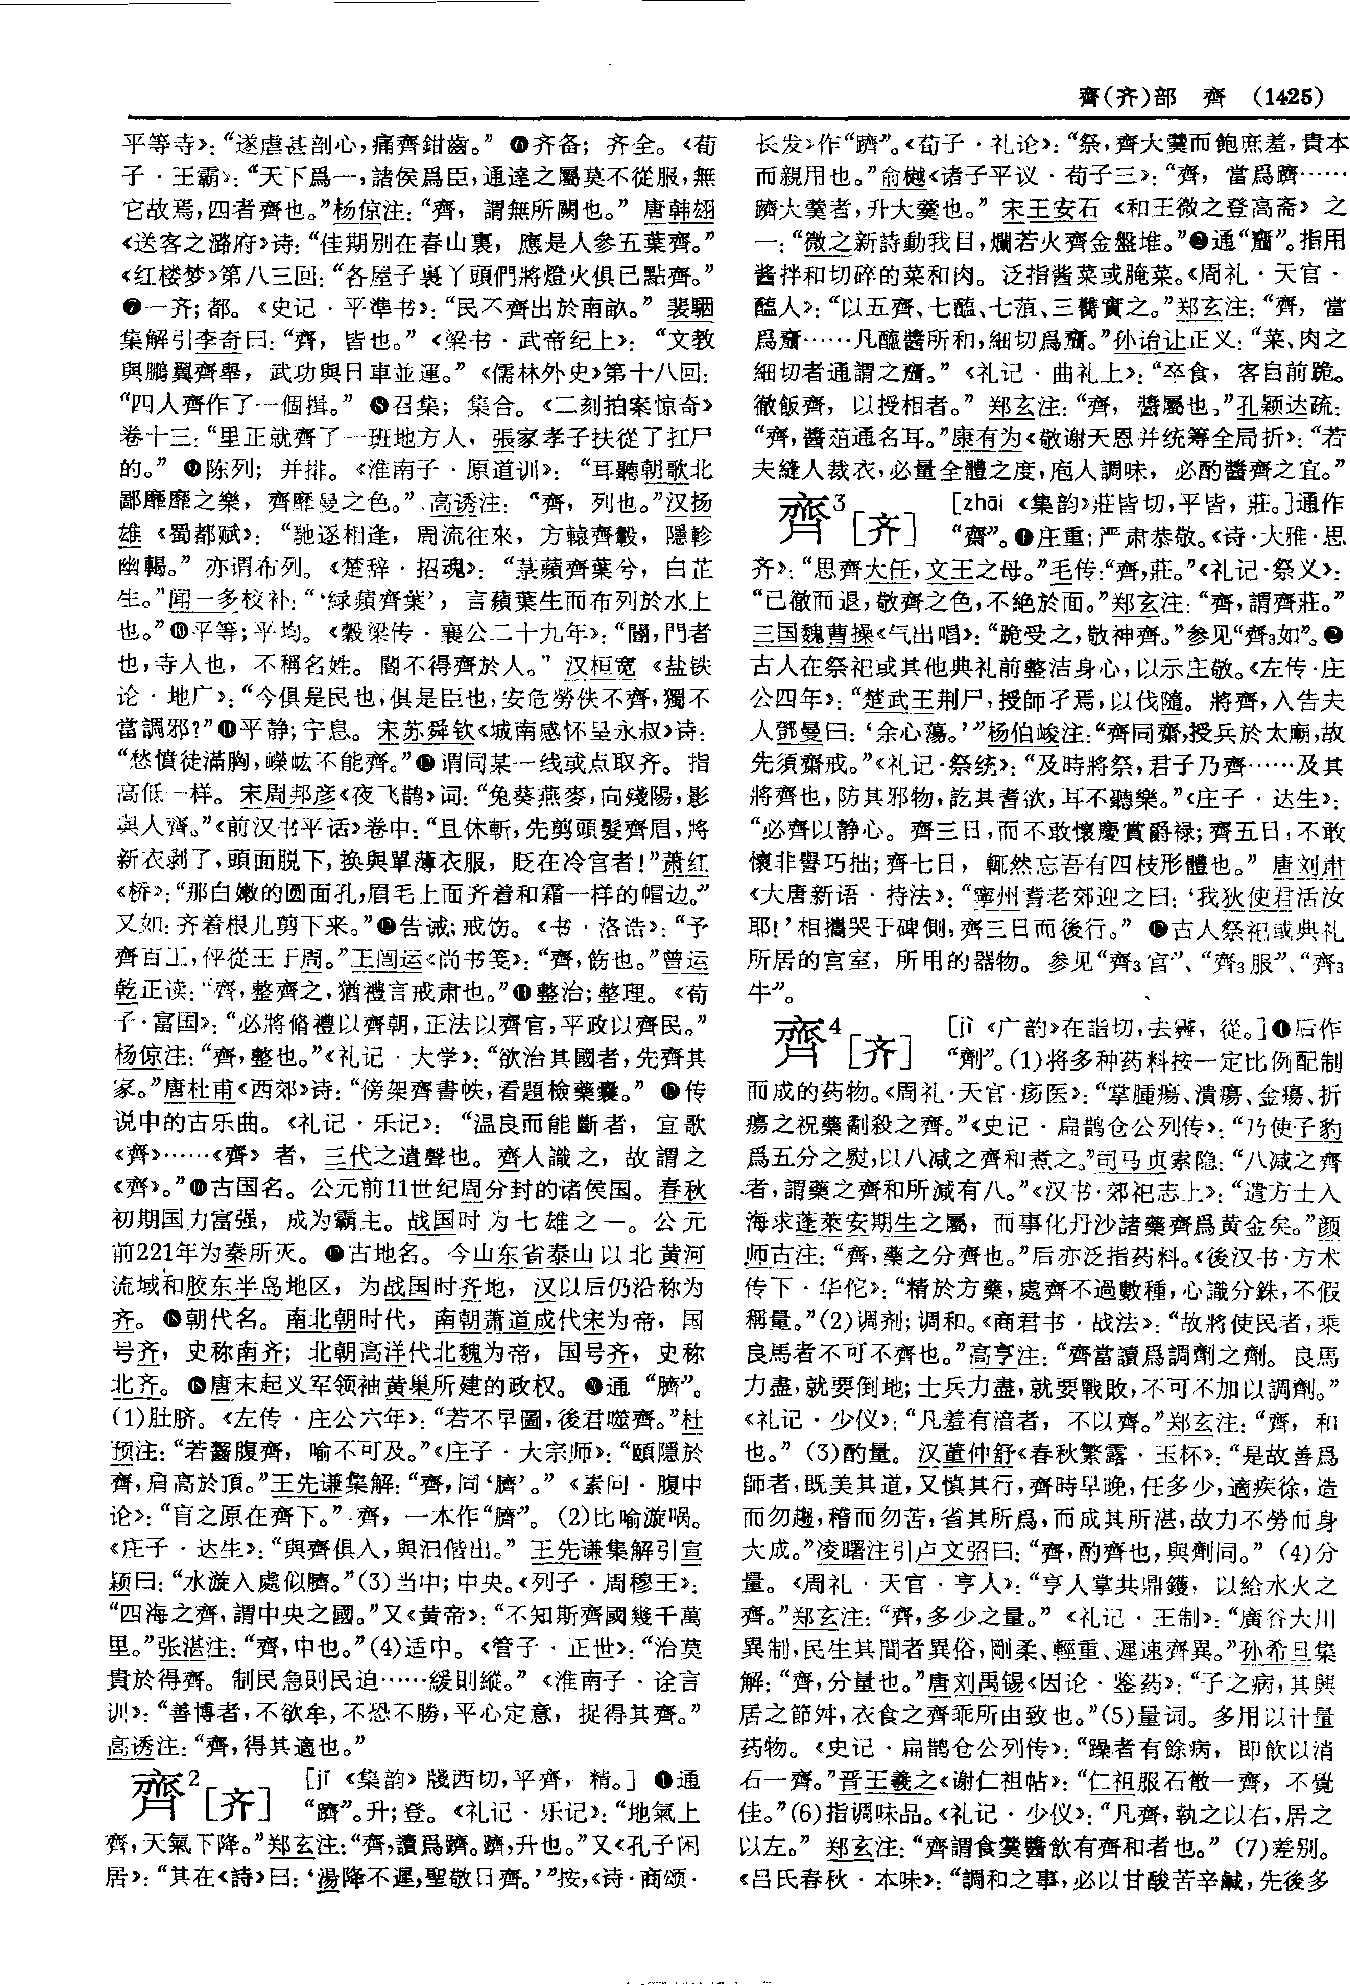 齊(齐)部　齊　(1425)
平等寺》：“遂虐甚剖心，痛齊鉗齒。”❻齐备；齐全。《荀
子·王霸》：“天下爲一，諸侯爲臣，通達之屬莫不從服，無
它故焉，四者齊也。”杨倞注：“齊，謂無所闕也。”唐韩翃
《送客之潞府》诗：“佳期别在春山裏，應是人參五葉齊。”
《红楼梦》第八三回：“各屋子裏丫頭們將燈火俱已點齊。”
❼一齐；都。《史记·平準书》：“民不齊出於南畝。”裴駰
集解引李奇曰：“齊，皆也。”《梁书·武帝纪上》：“文教
與鵬翼齊舉，武功與日車並運。”《儒林外史》第十八回：
“四人齊作了一個揖。”❽召集；集合。《二刻拍案惊奇》
卷十三：“里正就齊了一班地方人，張家孝子扶從了扛尸
的。”❾陈列；并排。《淮南子·原道训》：“耳聽朝歌北
鄙靡靡之樂，齊靡曼之色。”高诱注：“齊，列也。”汉扬
雄《蜀都赋》：“馳逐相逢，周流往來，方轅齊轂，隱軫
幽輵。”亦谓布列。《楚辞·招魂》：“菉蘋齊葉兮，白芷
生。”闻一多校补：“‘緑蘋齊葉’，言蘋葉生而布列於水上
也。”❿平等；平均。《穀梁传·襄公二十九年》：“閽，門者
也，寺人也，不稱名姓。閽不得齊於人。”汉桓宽《盐铁
论·地广》：“今俱是民也，俱是臣也，安危勞佚不齊，獨不
當調邪？”⓫平静；宁息。宋苏舜钦《城南感怀呈永叔》诗：
“愁憤徒滿胸，嶸𫶇不能齊。”⓬谓同某一线或点取齐。指
高低一样。宋周邦彦《夜飞鹊》词：“兔葵燕麥，向殘陽，影
與人齊。”《前汉书平话》卷中：“且休斬，先剪頭髮齊眉，將
新衣剥了，頭面脱下，换與單薄衣服，貶在冷宫者！”萧红
《桥》：“那白嫩的圆面孔，眉毛上面齐着和霜一样的帽边。”
又如：齐着根儿剪下来。”⓭告诫；戒饬。《书·洛诰》：“予
齊百工，伻從王于周。”王闿运《尚书笺》：“齊，飭也。”曾运
乾正读：“齊，整齊之，猶禮言戒肃也。”⓮整治；整理。《荀
子·富国》：“必將脩禮以齊朝，正法以齊官，平政以齊民。”
杨倞注：“齊，整也。”《礼记·大学》：“欲治其國者，先齊其
家。”唐杜甫《西郊》诗：“傍架齊書帙，看題檢藥囊。”⓯传
说中的古乐曲。《礼记·乐记》：“温良而能斷者，宜歌
《齊》……《齊》者，三代之遺聲也。齊人識之，故謂之
《齊》。”⓰古国名。公元前11世纪周分封的诸侯国。春秋
初期国力富强，成为霸主。战国时为七雄之一。公元
前221年为秦所灭。⓱古地名。今山东省泰山以北黄河
流域和胶东半岛地区，为战国时齐地，汉以后仍沿称为
齐。⓲朝代名。南北朝时代，南朝萧道成代宋为帝，国
号齐，史称南齐；北朝高洋代北魏为帝，国号齐，史称
北齐。⓳唐末起义军领袖黄巢所建的政权。⓴通“臍”。
(1)肚脐。《左传·庄公六年》：“若不早圖，後君噬齊。”杜
预注：“若齧腹齊，喻不可及。”《庄子·大宗师》：“頤隱於
齊，肩高於頂。”王先谦集解：“齊，同‘臍’。”《素问·腹中
论》：“肓之原在齊下。”齊，一本作“臍”。(2)比喻漩涡。
《庄子·达生》：“與齊俱入，與汩偕出。”王先谦集解引宣
颖曰：“水漩入處似臍。”(3)当中；中央。《列子·周穆王》：
“四海之齊，謂中央之國。”又《黄帝》：“不知斯齊國幾千萬
里。”张湛注：“齊，中也。”(4)适中。《管子·正世》：“治莫
貴於得齊。制民急則民迫……緩則縱。”《淮南子·诠言
训》：“善博者，不欲牟，不恐不勝，平心定意，捉得其齊。”
高诱注：“齊，得其適也。”
齊2［齐］　［jī《集韵》牋西切，平齊，精。］❶通
“躋”。升；登。《礼记·乐记》：“地氣上
齊，天氣下降。”郑玄注：“齊，讀爲躋。躋，升也。”又《孔子闲
居》：“其在《詩》曰：‘湯降不遲，聖敬日齊。’”按，《诗·商颂·
长发》作“躋”。《荀子·礼论》：“祭，齊大羹而飽庶羞，貴本
而親用也。”俞樾《诸子平议·荀子三》：“齊，當爲躋……
躋大羹者，升大羹也。”宋王安石《和王微之登高斋》之
一：“微之新詩動我目，爛若火齊金盤堆。”❷通“齏”。指用
酱拌和切碎的菜和肉。泛指酱菜或腌菜。《周礼·天官·
醢人》：“以五齊、七醢、七菹、三臡實之。”郑玄注：“齊，當
爲齏……凡醯醬所和，細切爲齏。”孙诒让正义：“菜、肉之
細切者通謂之齏。”《礼记·曲礼上》：“卒食，客自前跪。
徹飯齊，以授相者。”郑玄注：“齊，醬屬也。”孔颖达疏：
“齊，醬菹通名耳。”康有为《敬谢天恩并统筹全局折》：“若
夫縫人裁衣，必量全體之度，庖人調味，必酌醬齊之宜。”
齊3［齐］　［zhāi《集韵》莊皆切，平皆，莊。］通作
“齋”。❶庄重；严肃恭敬。《诗·大雅·思
齐》：“思齊大任，文王之母。”毛传：“齊，莊。”《礼记·祭义》：
“已徹而退，敬齊之色，不絶於面。”郑玄注：“齊，謂齊莊。”
三国魏曹操《气出唱》：“跪受之，敬神齊。”参见“齊3如”。❷
古人在祭祀或其他典礼前整洁身心，以示主敬。《左传·庄
公四年》：“楚武王荆尸，授師孑焉，以伐隨。將齊，入告夫
人鄧曼曰：‘余心蕩。’”杨伯峻注：“齊同齋，授兵於太廟，故
先須齋戒。”《礼记·祭统》：“及時將祭，君子乃齊……及其
將齊也，防其邪物，訖其耆欲，耳不聽樂。”《庄子·达生》：
“必齊以静心。齊三日，而不敢懷慶賞爵禄；齊五日，不敢
懷非譽巧拙；齊七日，輒然忘吾有四枝形體也。”唐刘肃
《大唐新语·持法》：“寧州耆老郊迎之曰：‘我狄使君活汝
耶！’相攜哭于碑側，齊三日而後行。”❸古人祭祀或典礼
所居的宫室，所用的器物。参见“齊3宫”、“齊3服”、“齊3
牛”。
齊4［齐］　［jì《广韵》在詣切，去霽，從。］❶后作
“劑”。(1)将多种药料按一定比例配制
而成的药物。《周礼·天官·疡医》：“掌腫瘍、潰瘍、金瘍、折
瘍之祝藥劀殺之齊。”《史记·扁鹊仓公列传》：“乃使子豹
爲五分之熨，以八减之齊和煮之。”司马贞索隐：“八減之齊
者，謂藥之齊和所減有八。”《汉书·郊祀志上》：“遣方士入
海求蓬莱安期生之屬，而事化丹沙諸藥齊爲黄金矣。”颜
师古注：“齊，藥之分齊也。”后亦泛指药料。《後汉书·方术
传下·华佗》：“精於方藥，處齊不過數種，心識分銖，不假
稱量。”(2)调剂；调和。《商君书·战法》：“故將使民者，乘
良馬者不可不齊也。”高亨注：“齊當讀爲調劑之劑。良馬
力盡，就要倒地；士兵力盡，就要戰敗，不可不加以調劑。”
《礼记·少仪》：“凡羞有湆者，不以齊。”郑玄注：“齊，和
也。”(3)酌量。汉董仲舒《春秋繁露·玉杯》：“是故善爲
師者，既美其道，又慎其行，齊時早晚，任多少，適疾徐，造
而勿趨，稽而勿苦，省其所爲，而成其所湛，故力不勞而身
大成。”凌曙注引卢文弨曰：“齊，酌齊也，與劑同。”(4)分
量。《周礼·天官·亨人》：“亨人掌共鼎鑊，以給水火之
齊。”郑玄注：“齊，多少之量。”《礼记·王制》：“廣谷大川
異制，民生其間者異俗，剛柔、輕重、遲速齊異。”孙希旦集
解：“齊，分量也。”唐刘禹锡《因论·鉴药》：“子之病，其興
居之節舛，衣食之齊乖所由致也。”(5)量词。多用以计量
药物。《史记·扁鹊仓公列传》：“躁者有餘病，即飲以消
石一齊。”晋王羲之《谢仁祖帖》：“仁祖服石散一齊，不覺
佳。”(6)指调味品。《礼记·少仪》：“凡齊，執之以右，居之
以左。”郑玄注：“齊謂食羹醬飲有齊和者也。”(7)差别。
《吕氏春秋·本味》：“調和之事，必以甘酸苦辛鹹，先後多